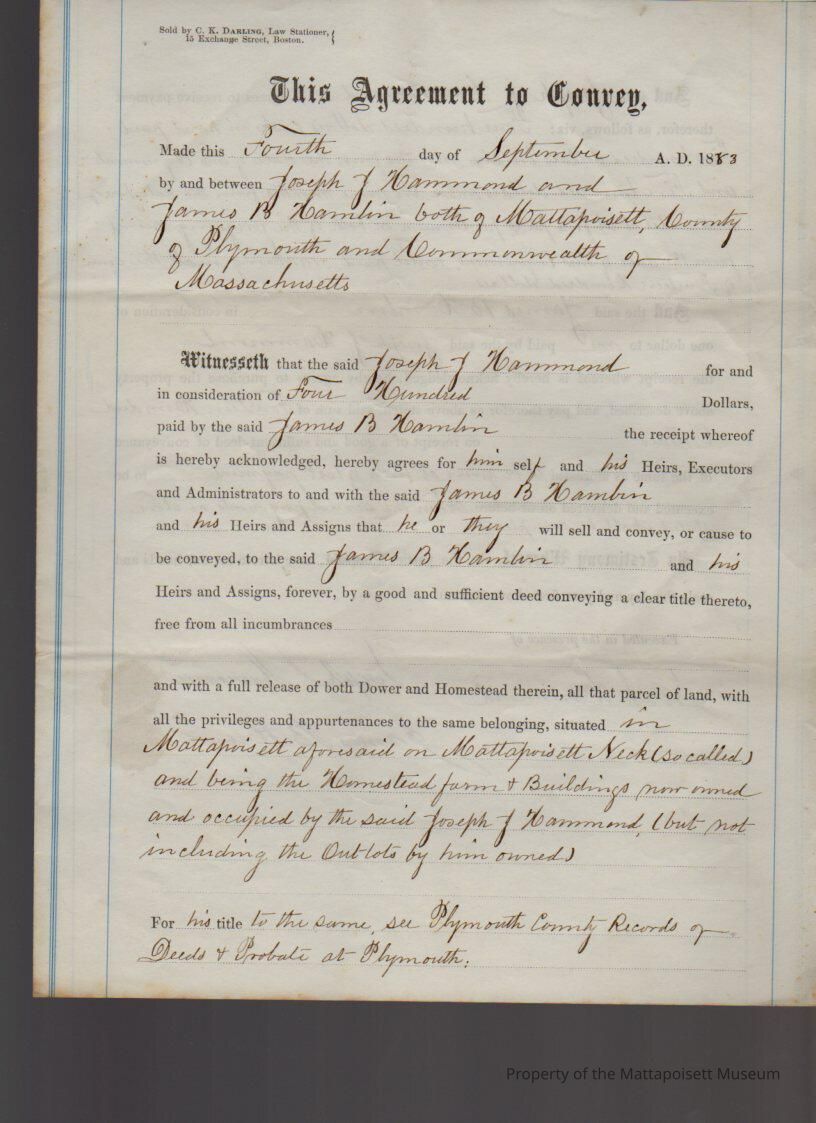 Sold by C. K. DARLING, Law Stationer,
15 Exchange Street, Boston.
This Agreement to Convey,
Made this Fourth day of September A. D. 1883
by and between Joseph J Hammond and
James B Hamlin both of Mattapoisett, County
of Plymouth and Commonwealth of
Massachusetts
Witnesseth that the said Joseph J Hammond for and
in consideration of Four Hundred Dollars,
paid by the said James B Hamlin the receipt whereof
is hereby acknowledged, hereby agrees for him self and his Heirs, Executors
and Administrators to and with the said James B Hamlin
and his Heirs and Assigns that he or they will sell and convey, or cause to
be conveyed, to the said James B Hamlin and his
Heirs and Assigns, forever, by a good and sufficient deed conveying a clear title thereto,
free from all incumbrances
and with a full release of both Dower and Homestead therein, all that parcel of land, with
all the privileges and appurtenances to the same belonging, situated in
Mattapoisett aforesaid on Mattapoisett Neck (so called)
and being the Homestead farm & Buildings now owned
and occupied by the said Joseph J Hammond, (but not
including the Outlots by him owned)
For his title to the same, see Plymouth County Records of
Deeds & Probate at Plymouth.
Property of the Mattapoisett Museum